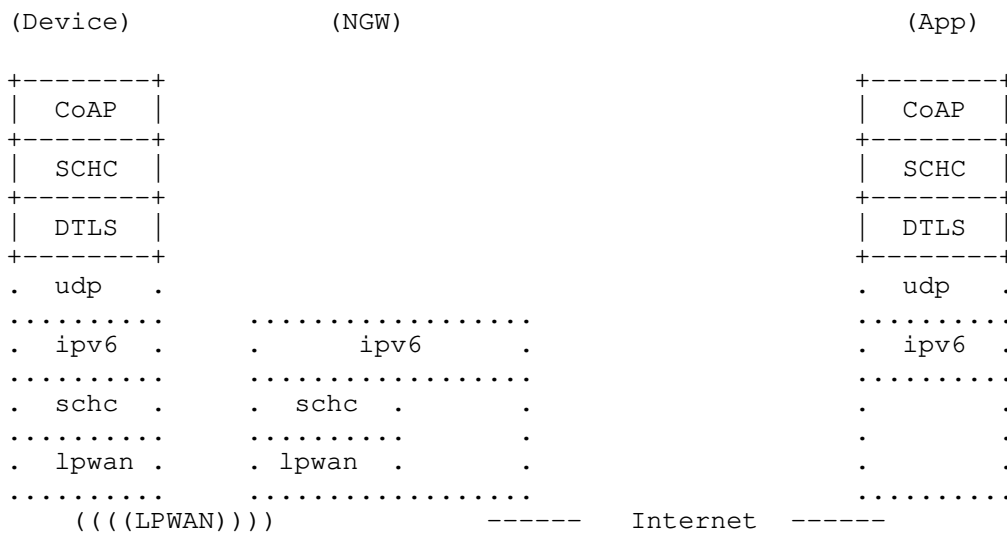 (Device) (NGW) (App)
CoAP CoAP
SCHC SCHC
DTLS DTLS
udp udp
ipv6 ipv6 ipv6
schc schc
lpwan lpwan
((((LPWAN)))) ------ Internet ------